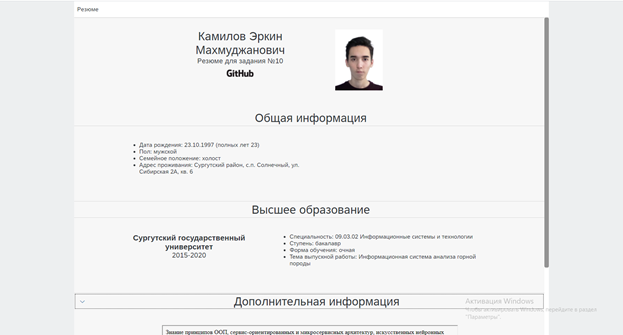 Резюме
Камилов Эркин
Махмуджанович
Резюме для задания №10
GitHub
Общая информация
Дата рождения: 23.10.1997 (полных лет 23)
Пол: мужской
Семейное положение: холост
Адрес проживания: Сургутский район, с.п. Солнечный, ул.
Сибирская 2А, кв. 6
Высшее образование
Сургутский государственный
университет
2015-2020
Специальность: 09.03.02 Информационные системы и технологии
Ступень: бакалавр
Форма обучения: очная
Тема выпускной работы: Информационная система анализа горной
породы
Дополнительная информация
Активация Windows
Чтобы активировать Windows, перейдите в раздел
"Параметры".
Знание принципов ООП, сервис-ориентированных и микросервисных архитектур, искусственных нейронных